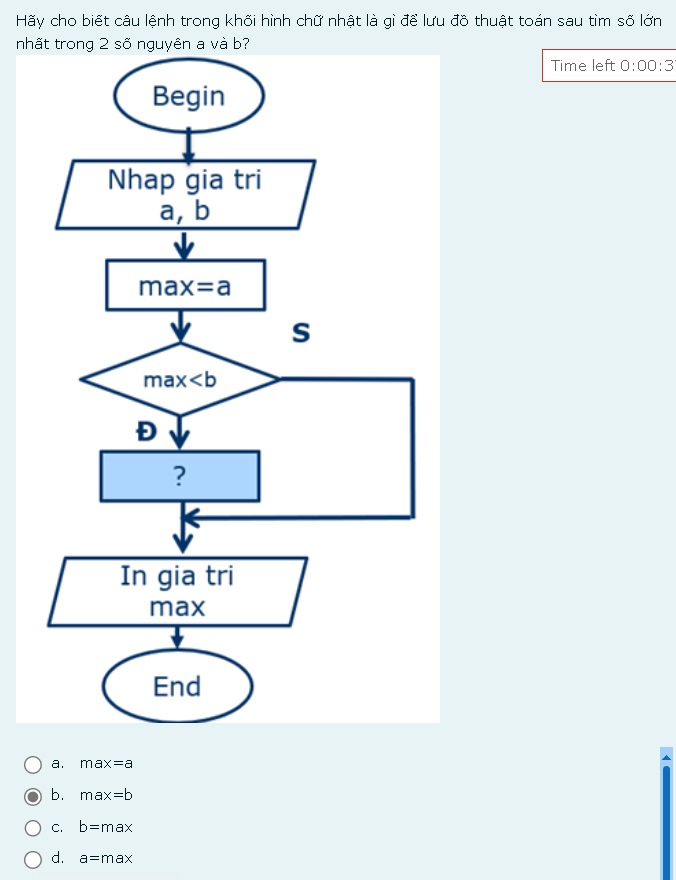 Hãy cho biết câu lệnh trong khối hình chữ nhật là gì để lưu đồ thuật toán sau tìm số lớn
nhất trong 2 số nguyên a và b?
Time left 0:00:3
Begin
Nhap gia tri
a, b
max=a
S
max<b
Đ
?
In gia tri
max
End
a. max=a
b. max=b
c. b=max
d. a=max